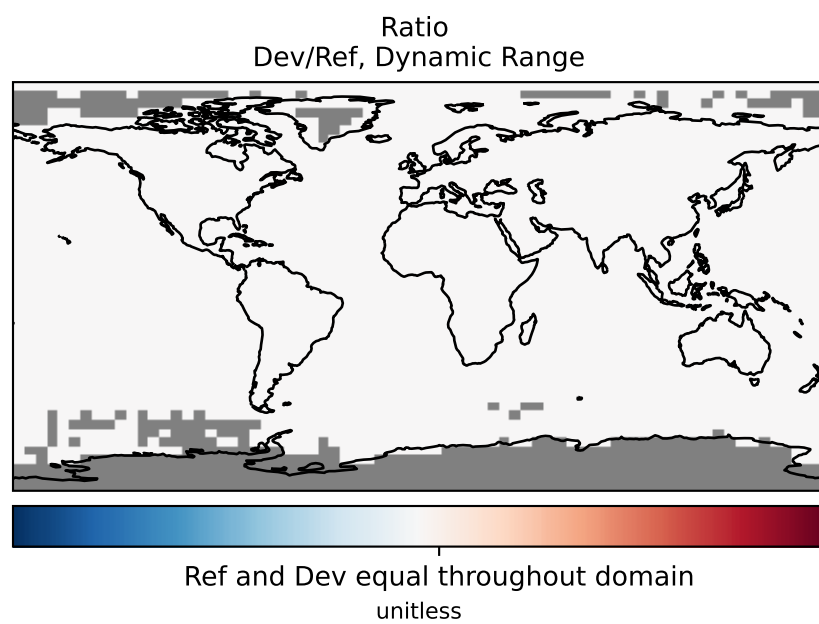 Ratio
Dev/Ref, Dynamic Range
Ref and Dev equal throughout domain
unitless